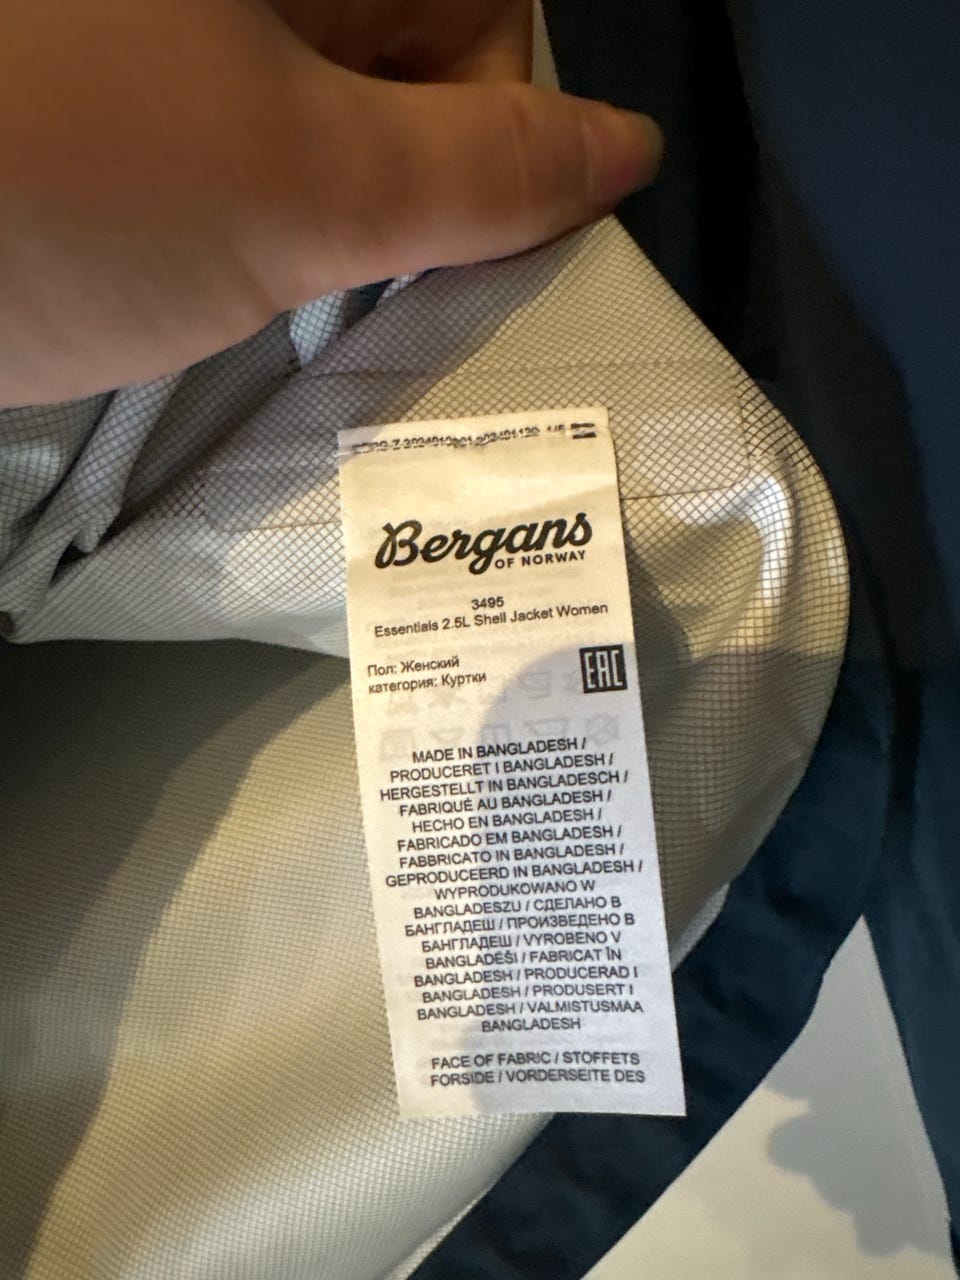 Bergans
OF NORWAY
3495
Essentials 2.5L Shell Jacket Women
Пол: Женский
категория: Куртки
EAC
MADE IN BANGLADESH /
PRODUCERET I BANGLADESH /
HERGESTELLT IN BANGLADESCH /
FABRIQUÉ AU BANGLADESH /
HECHO EN BANGLADESH /
FABRICADO EM BANGLADESH /
FABBRICATO IN BANGLADESH /
GEPRODUCEERD IN BANGLADESH /
WYPRODUKOWANO W
BANGLADESZU / СДЕЛАНО В
БАНГЛАДЕШ / ПРОИЗВЕДЕНО В
БАНГЛАДЕШ / VYROBENO V
BANGLADÉŠI / FABRICAT ÎN
BANGLADESH / PRODUCERAD I
BANGLADESH / PRODUSERT I
BANGLADESH / VALMISTUSMAA
BANGLADESH
FACE OF FABRIC / STOFFETS
FORSIDE / VORDERSEITE DES